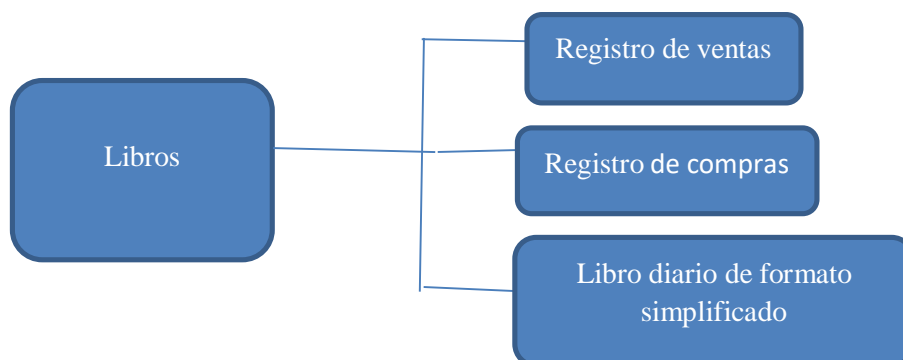 Libros
Registro de ventas
Registro de compras
Libro diario de formato
simplificado